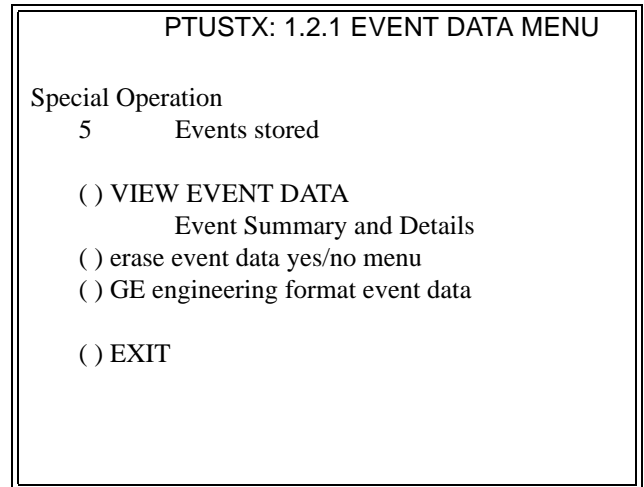 PTUSTX: 1.2.1 EVENT DATA MENU
Special Operation
5 Events stored
( ) VIEW EVENT DATA
Event Summary and Details
( ) erase event data yes/no menu
( ) GE engineering format event data
( ) EXIT